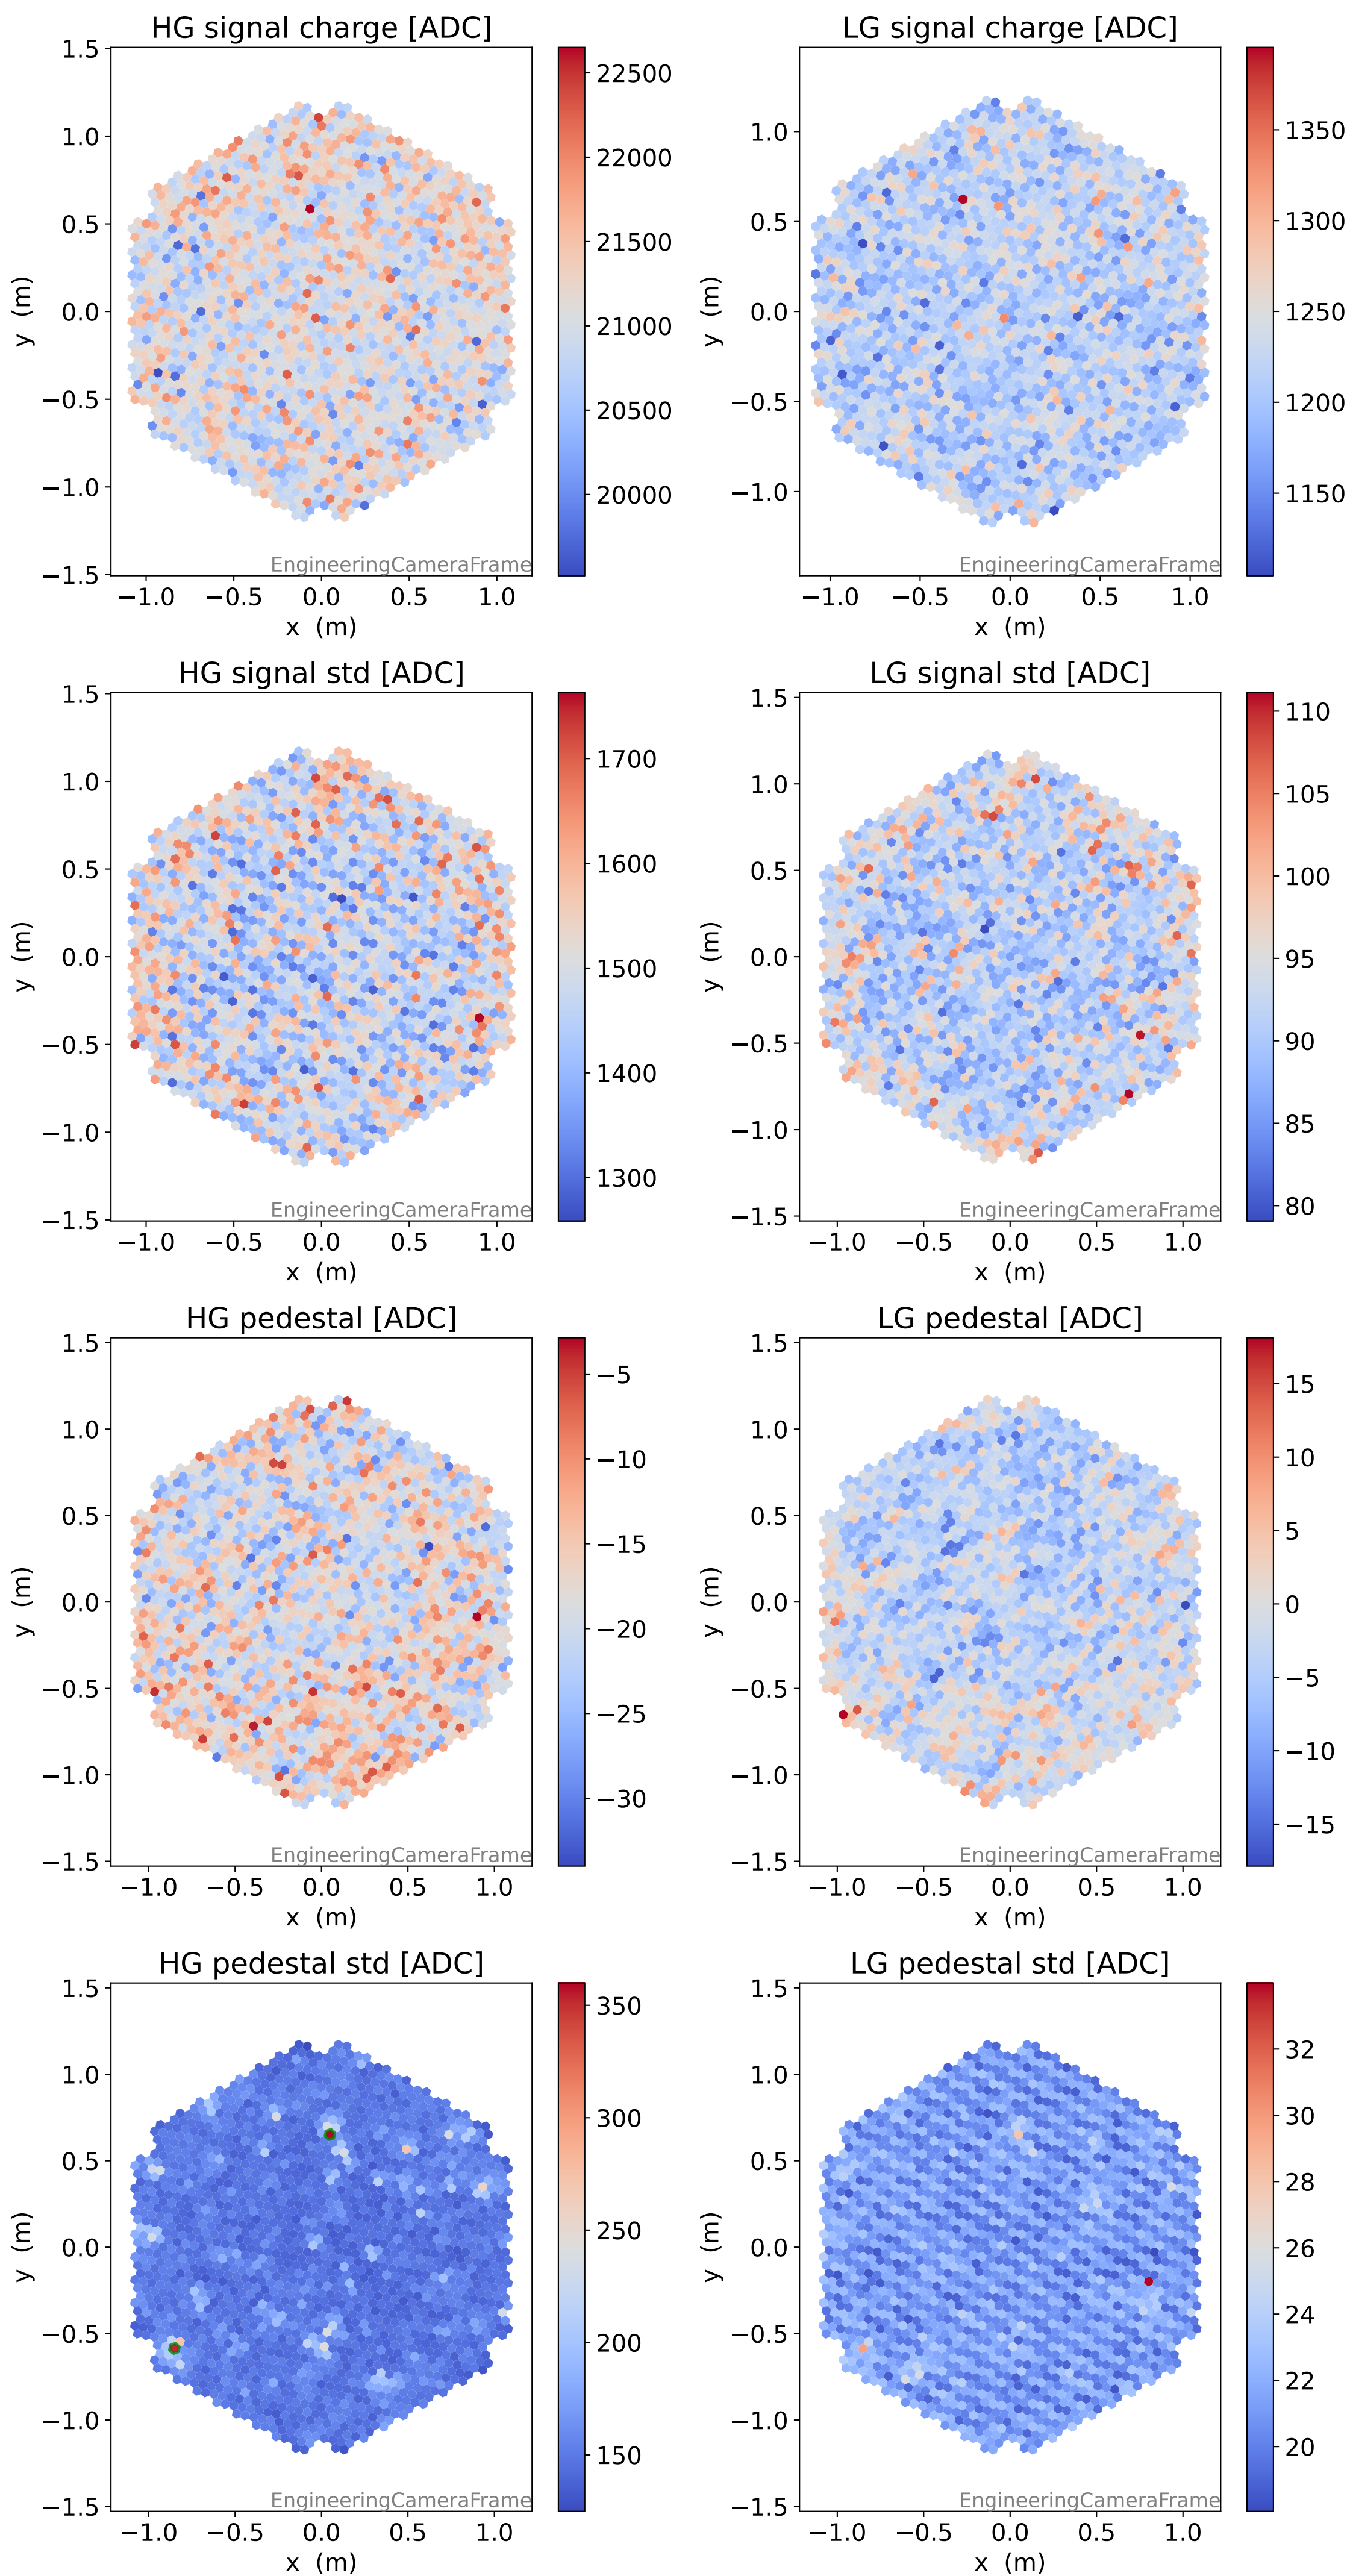 HG signal charge [ADC]
LG signal charge [ADC]
1.5
1.0
0.5
0.0
−0.5
−1.0
−1.5
y (m)
−1.0 −0.5 0.0 0.5 1.0
x (m)
EngineeringCameraFrame
22500
22000
21500
21000
20500
20000
1.0
0.5
0.0
−0.5
−1.0
y (m)
−1.0 −0.5 0.0 0.5 1.0
x (m)
EngineeringCameraFrame
1350
1300
1250
1200
1150
HG signal std [ADC]
LG signal std [ADC]
1.5
1.0
0.5
0.0
−0.5
−1.0
−1.5
y (m)
−1.0 −0.5 0.0 0.5 1.0
x (m)
EngineeringCameraFrame
1700
1600
1500
1400
1300
1.5
1.0
0.5
0.0
−0.5
−1.0
−1.5
y (m)
−1.0 −0.5 0.0 0.5 1.0
x (m)
EngineeringCameraFrame
110
105
100
95
90
85
80
HG pedestal [ADC]
LG pedestal [ADC]
1.5
1.0
0.5
0.0
−0.5
−1.0
−1.5
y (m)
−1.0 −0.5 0.0 0.5 1.0
x (m)
EngineeringCameraFrame
−5
−10
−15
−20
−25
−30
1.5
1.0
0.5
0.0
−0.5
−1.0
−1.5
y (m)
−1.0 −0.5 0.0 0.5 1.0
x (m)
EngineeringCameraFrame
15
10
5
0
−5
−10
−15
HG pedestal std [ADC]
LG pedestal std [ADC]
1.5
1.0
0.5
0.0
−0.5
−1.0
−1.5
y (m)
−1.0 −0.5 0.0 0.5 1.0
x (m)
EngineeringCameraFrame
350
300
250
200
150
1.5
1.0
0.5
0.0
−0.5
−1.0
−1.5
y (m)
−1.0 −0.5 0.0 0.5 1.0
x (m)
EngineeringCameraFrame
32
30
28
26
24
22
20